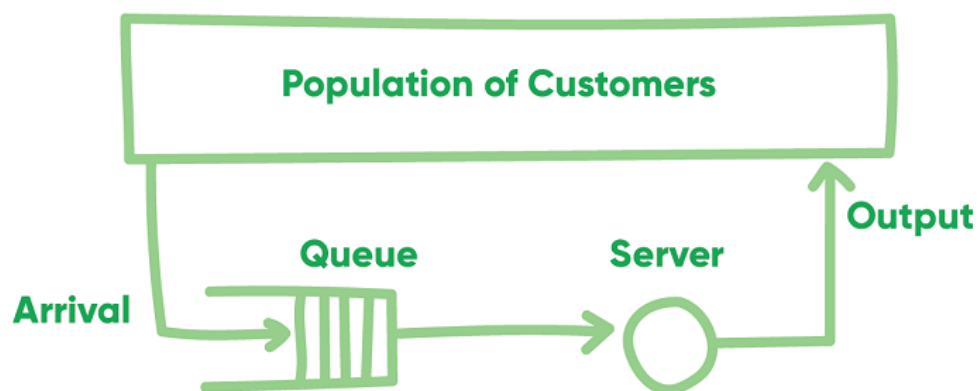 Population of Customers
Queue
Server
Output
Arrival